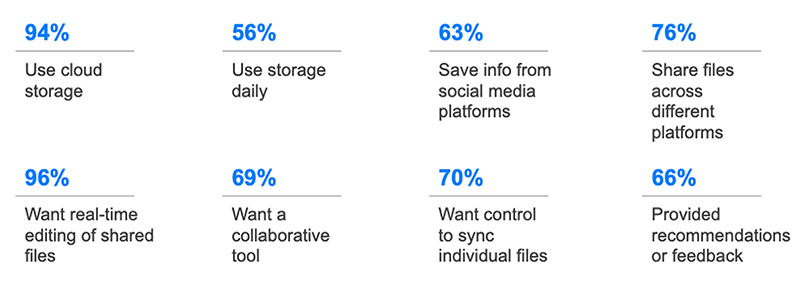 94%
Use cloud
storage
56%
Use storage
daily
63%
Save info from
social media
platforms
76%
Share files
across
different
platforms
96%
Want real-time
editing of shared
files
69%
Want a
collaborative
tool
70%
Want control
to sync
individual files
66%
Provided
recommendations
or feedback